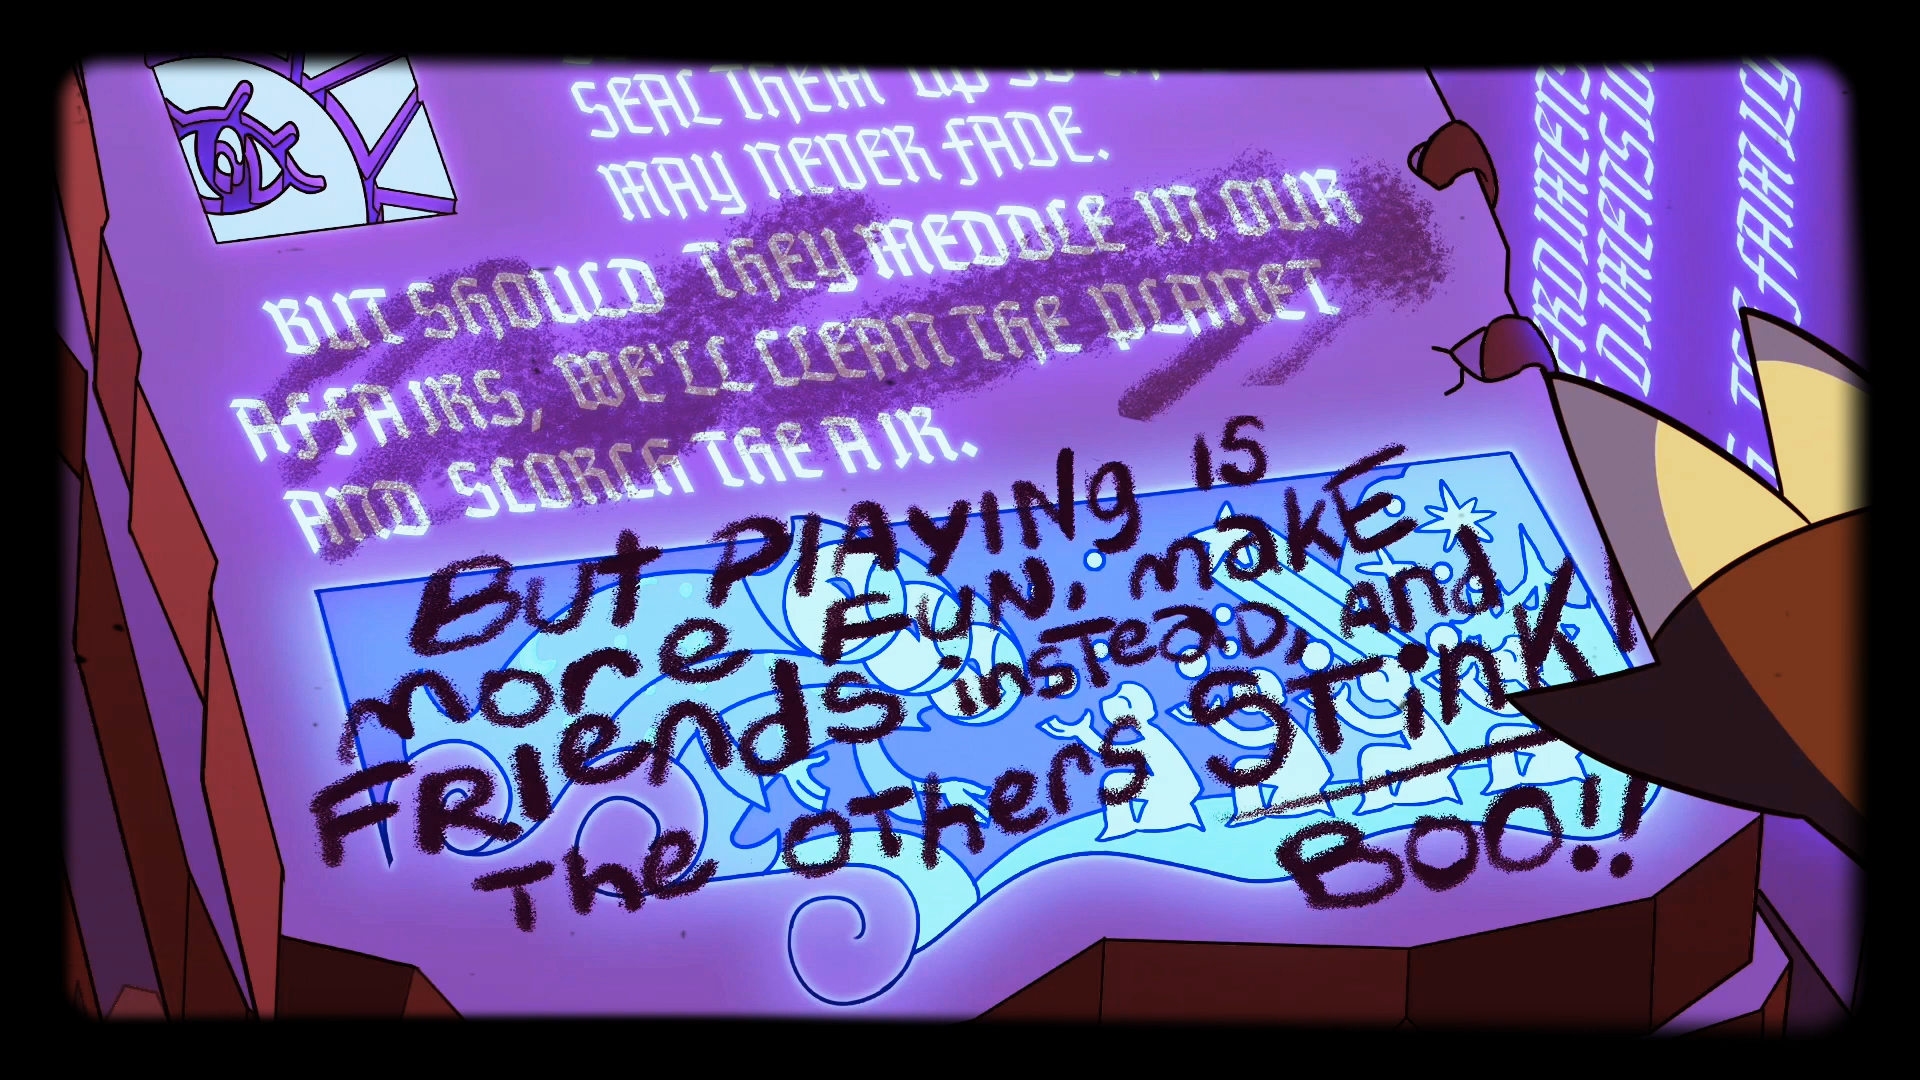 SEAL THEM UP SO
MAY NEVER FADE.
BUT SHOULD THEY MEDDLE IN OUR
AFFAIRS, WE'LL CLEAN THE PLANET
AND SCORCH THE AIR.
BUT PLAYING IS
MORE FUN, MAKE
FRIENDS INSTEAD, AND
THE OTHERS STINK!
BOO!!